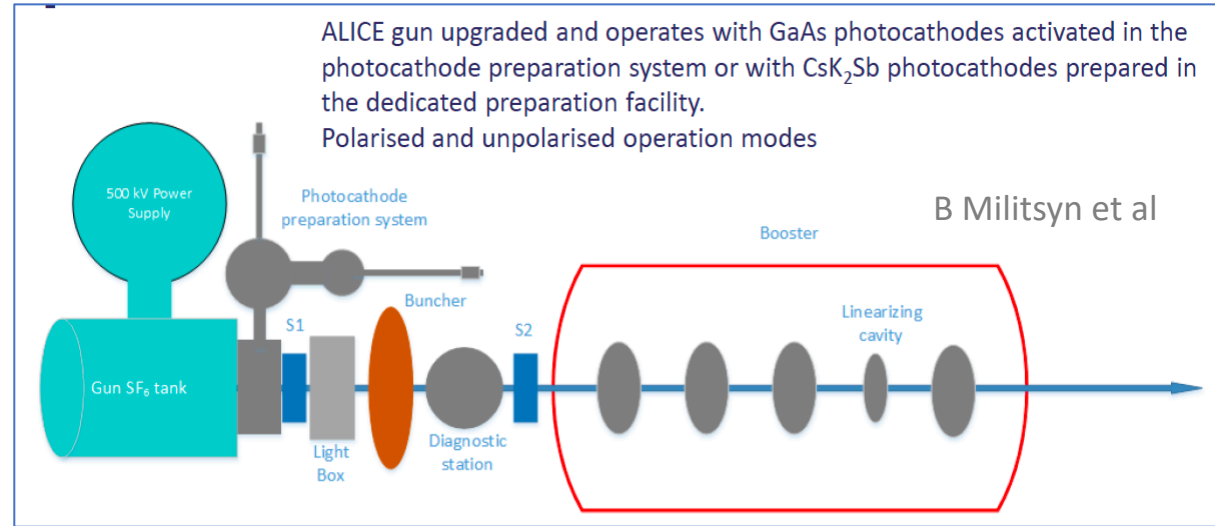 ALICE gun upgraded and operates with GaAs photocathodes activated in the
photocathode preparation system or with CsK₂Sb photocathodes prepared in
the dedicated preparation facility.
Polarised and unpolarised operation modes
500 kV Power
Supply
Photocathode
preparation system
B Militsyn et al
Booster
Buncher
S1
S2
Linearizing
cavity
Gun SF₆ tank
Light
Box
Diagnostic
station